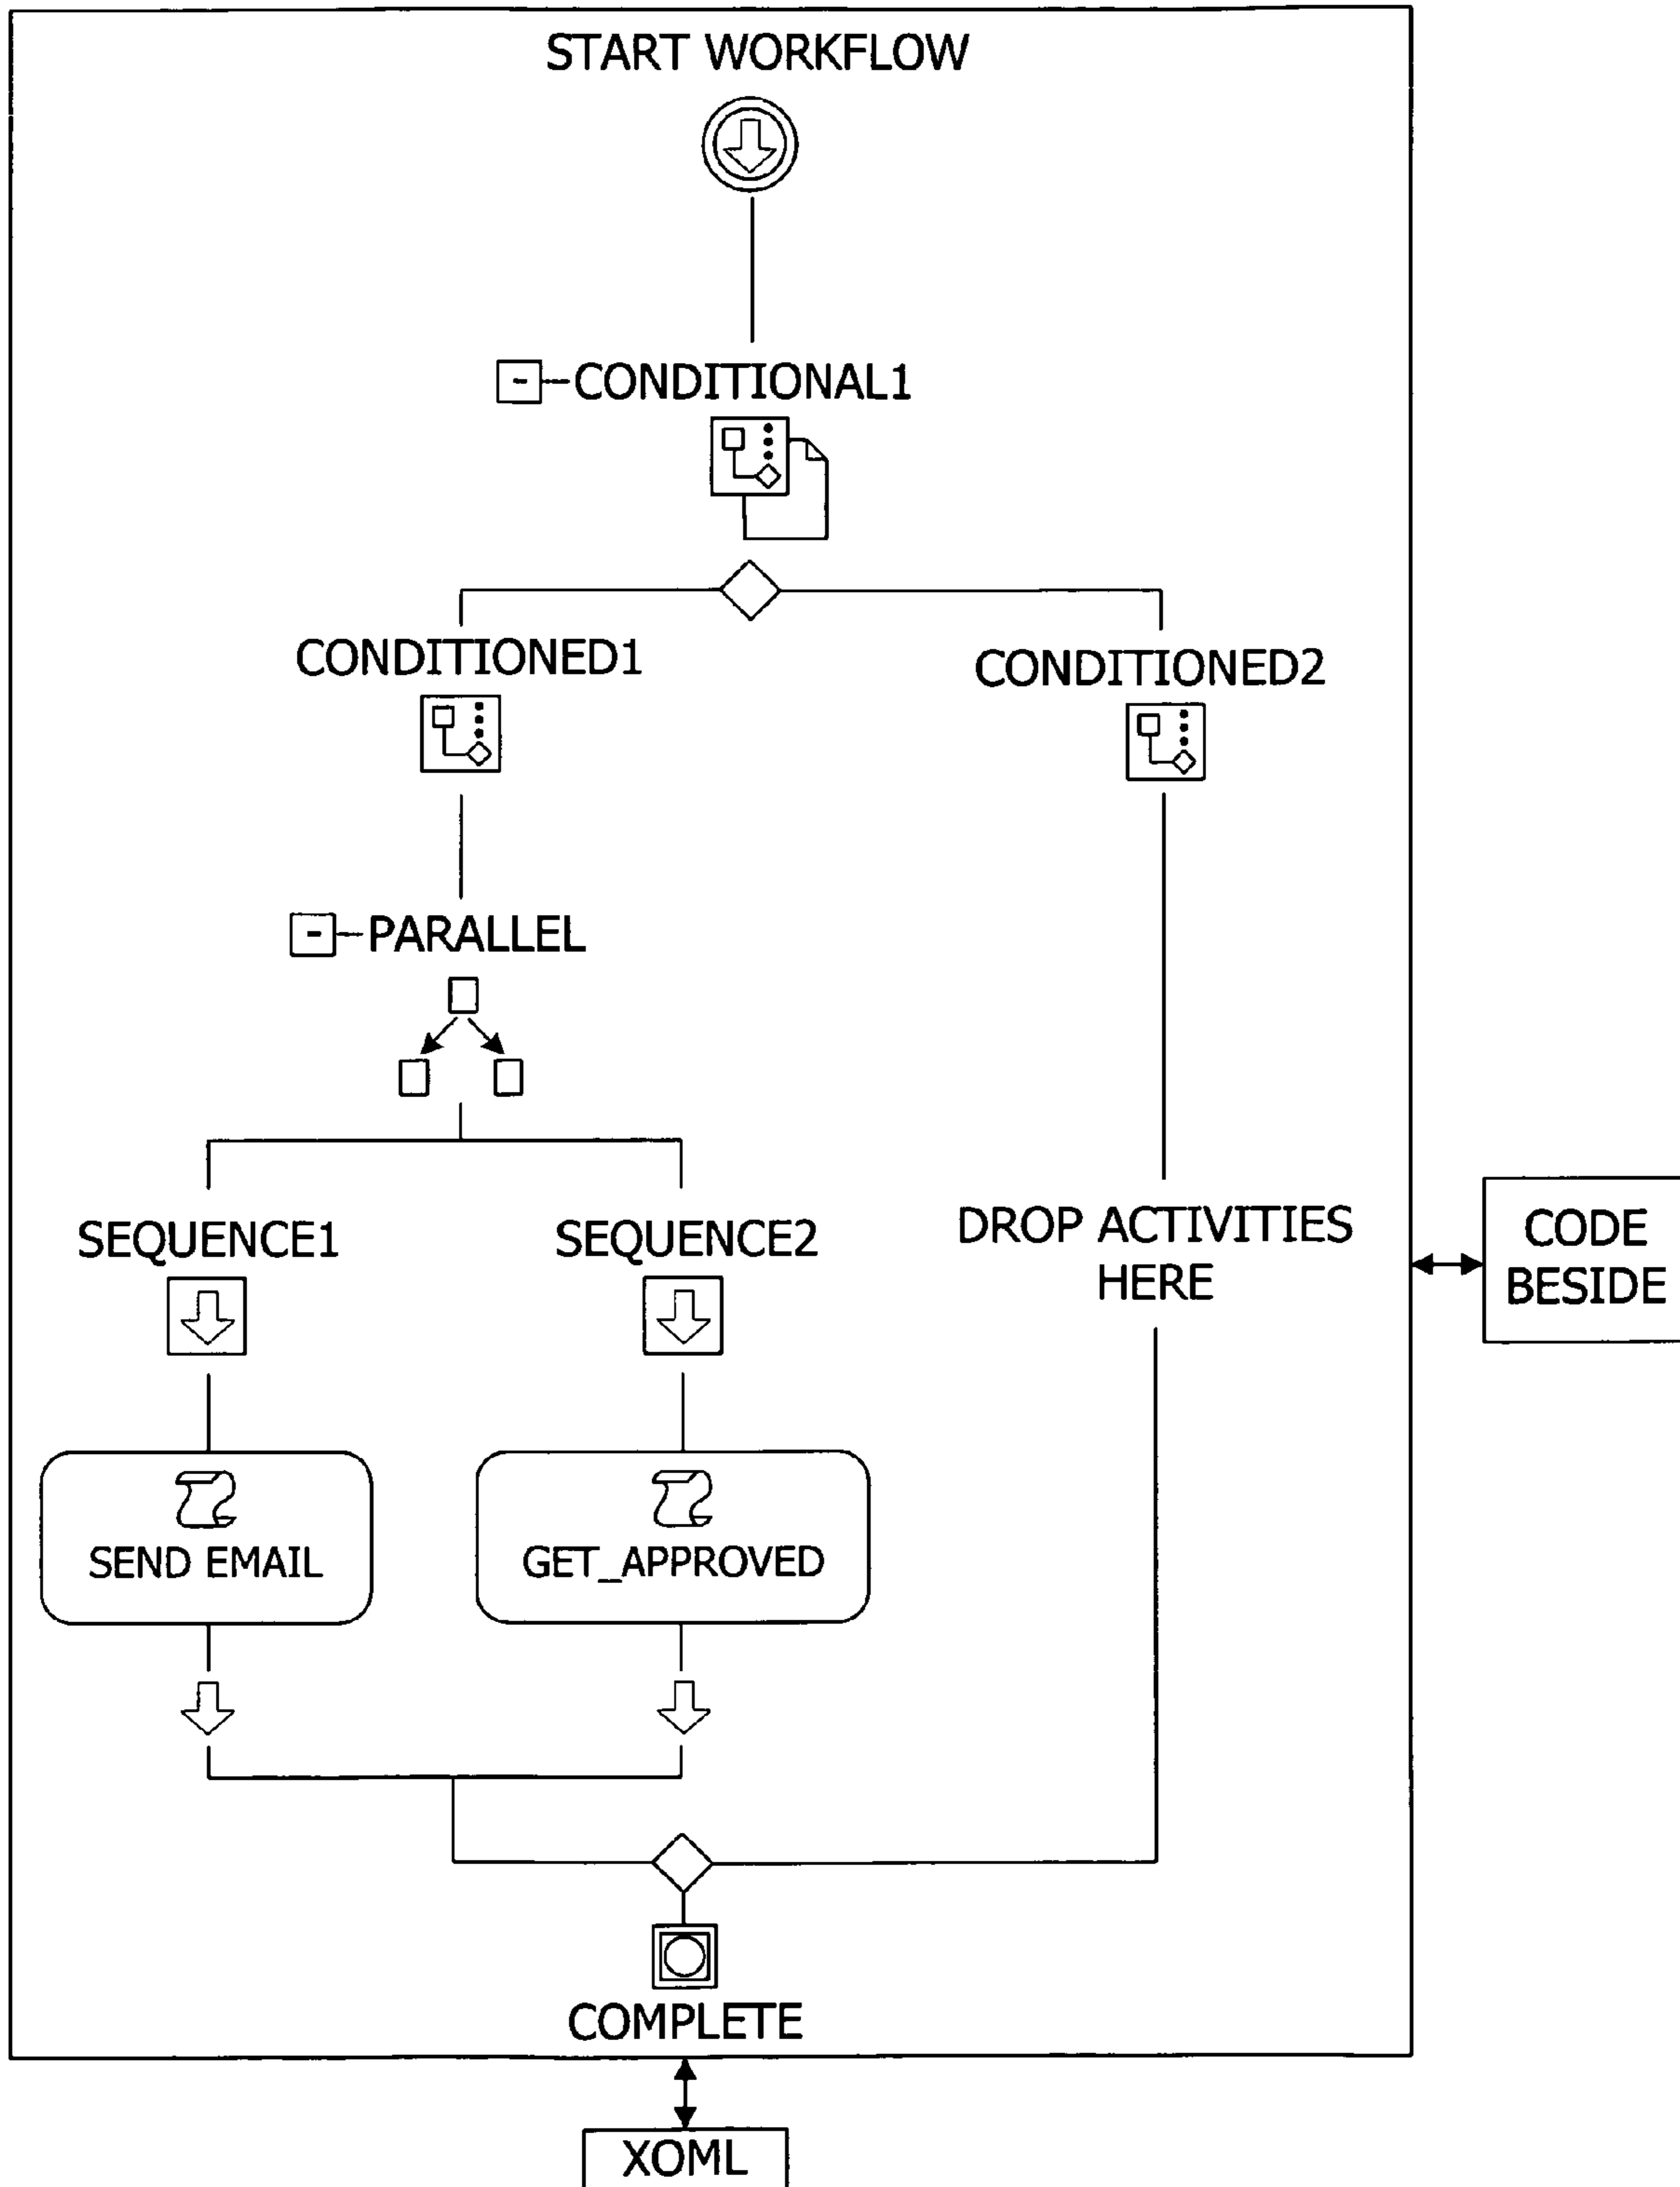 START WORKFLOW
CONDITIONAL1
CONDITIONED1
CONDITIONED2
PARALLEL
SEQUENCE1
SEQUENCE2
DROP ACTIVITIES
HERE
CODE
BESIDE
SEND EMAIL
GET_APPROVED
COMPLETE
XOML